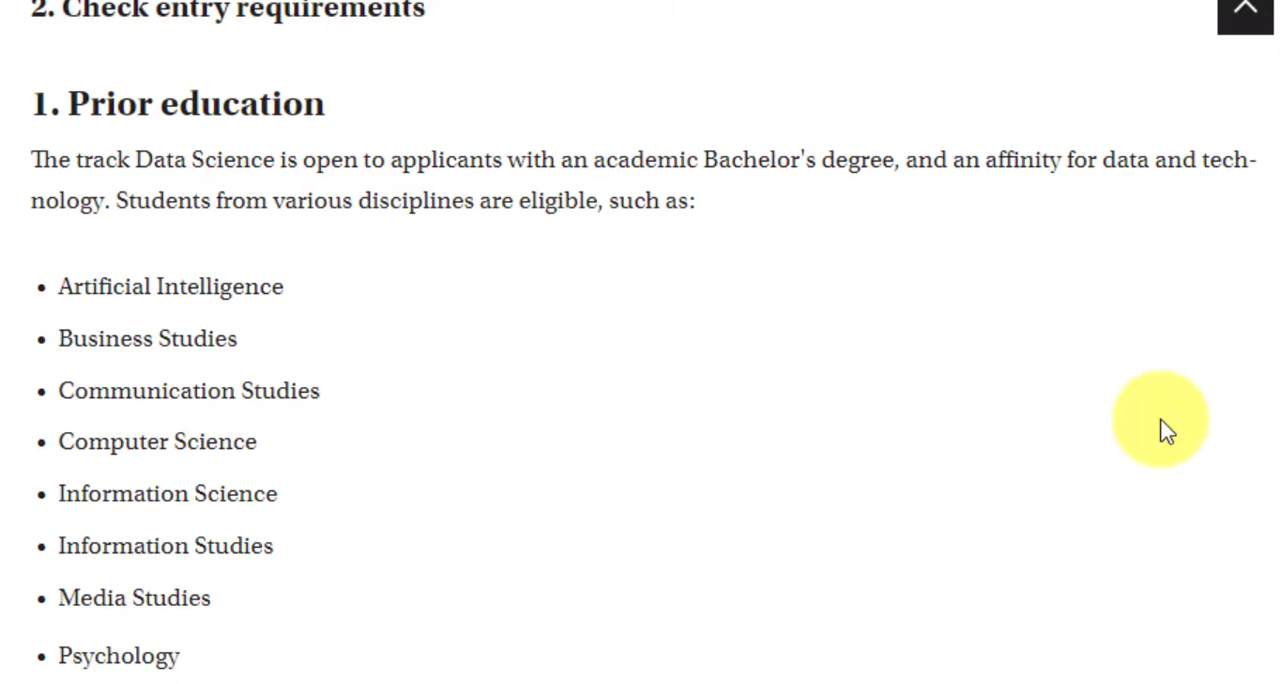 2. Check entry requirements
1. Prior education
The track Data Science is open to applicants with an academic Bachelor's degree, and an affinity for data and tech-
nology. Students from various disciplines are eligible, such as:
• Artificial Intelligence
• Business Studies
• Communication Studies
• Computer Science
• Information Science
• Information Studies
• Media Studies
• Psychology